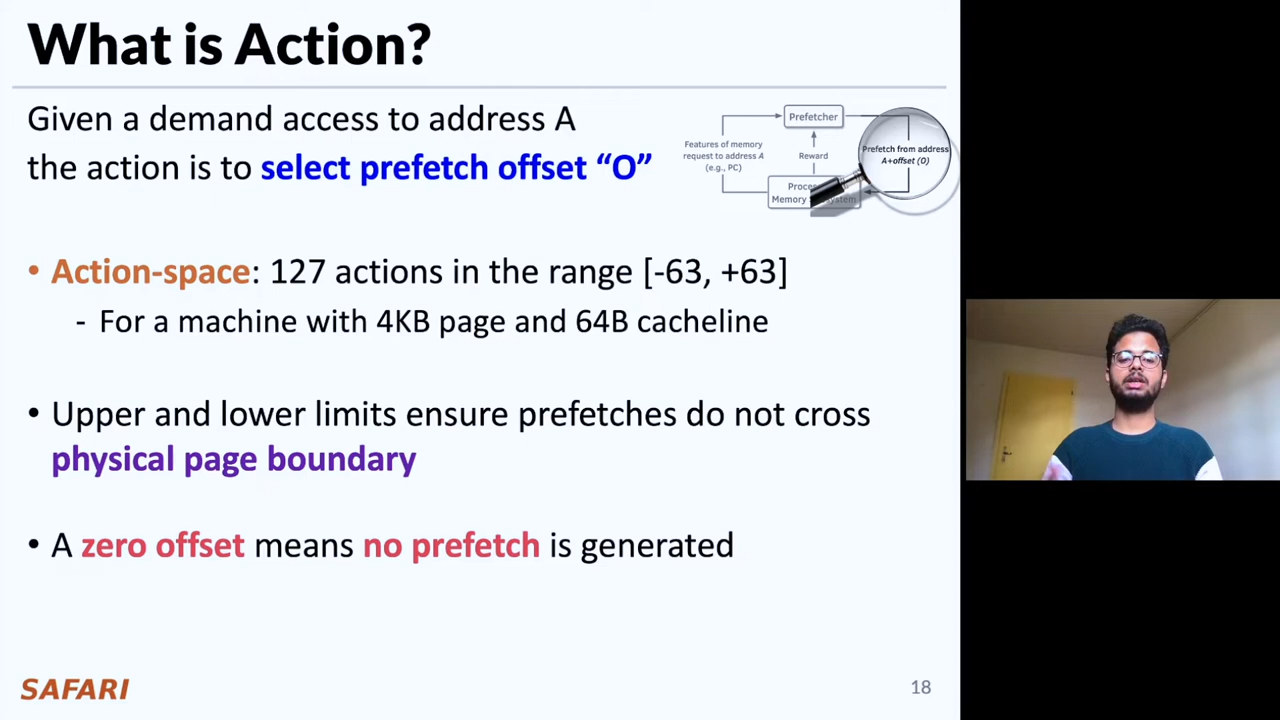 What is Action?
Given a demand access to address A
the action is to select prefetch offset “O”
Prefetcher
Features of memory
request to address A
(e.g., PC)
Reward
Prefetch from address
A+offset (O)
Memory
• Action-space: 127 actions in the range [-63, +63]
- For a machine with 4KB page and 64B cacheline
• Upper and lower limits ensure prefetches do not cross
physical page boundary
• A zero offset means no prefetch is generated
SAFARI
18